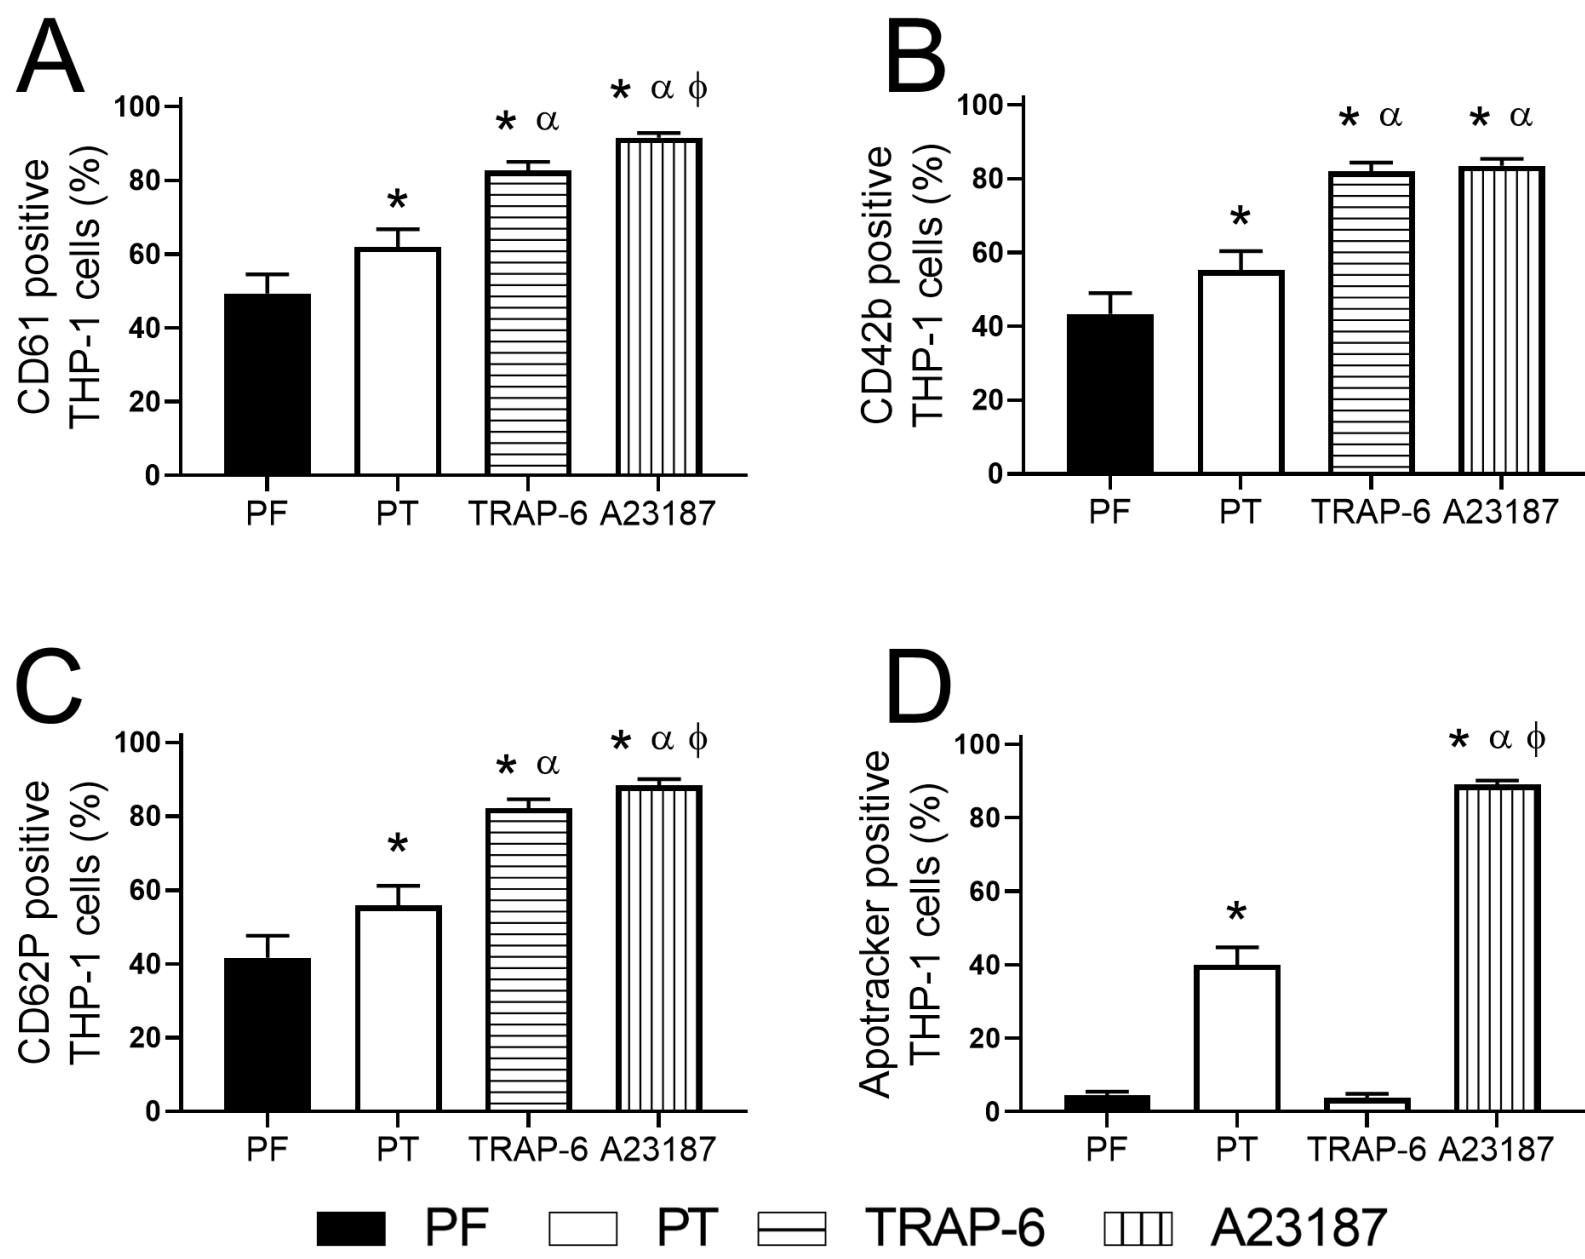 A
CD61 positive
THP-1 cells (%)
100
80
60
40
20
0
*
* α
* α ϕ
PF PT TRAP-6 A23187
B
CD42b positive
THP-1 cells (%)
100
80
60
40
20
0
*
* α
* α
PF PT TRAP-6 A23187
C
CD62P positive
THP-1 cells (%)
100
80
60
40
20
0
*
* α
* α ϕ
PF PT TRAP-6 A23187
D
Apotracker positive
THP-1 cells (%)
100
80
60
40
20
0
*
* α ϕ
PF PT TRAP-6 A23187
PF PT TRAP-6 A23187